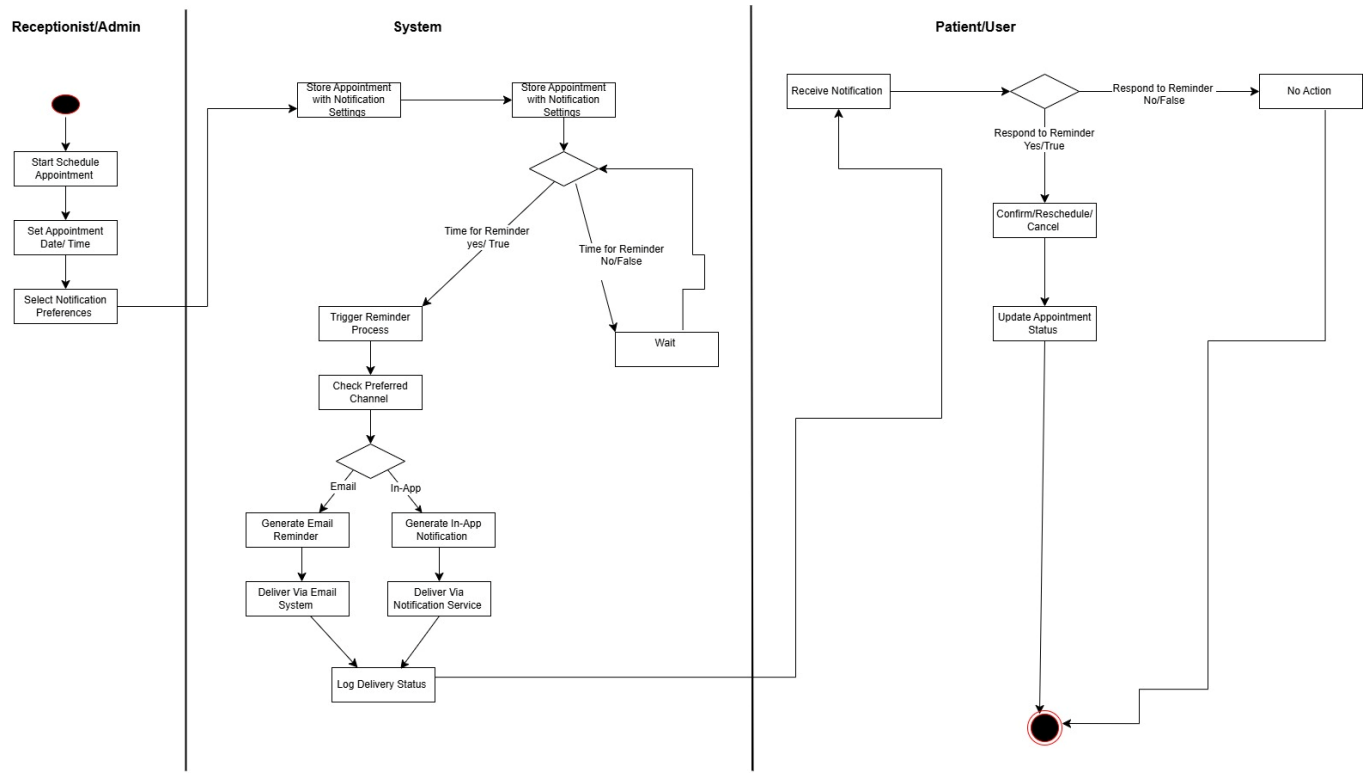 Receptionist/Admin
System
Patient/User
Start Schedule
Appointment
Set Appointment
Date/ Time
Select Notification
Preferences
Store Appointment
with Notification
Settings
Store Appointment
with Notification
Settings
Time for Reminder
yes/ True
Time for Reminder
No/False
Wait
Trigger Reminder
Process
Check Preferred
Channel
Email
In-App
Generate Email
Reminder
Generate In-App
Notification
Deliver Via Email
System
Deliver Via
Notification Service
Log Delivery Status
Receive Notification
Respond to Reminder
No/False
No Action
Respond to Reminder
Yes/True
Confirm/Reschedule/
Cancel
Update Appointment
Status